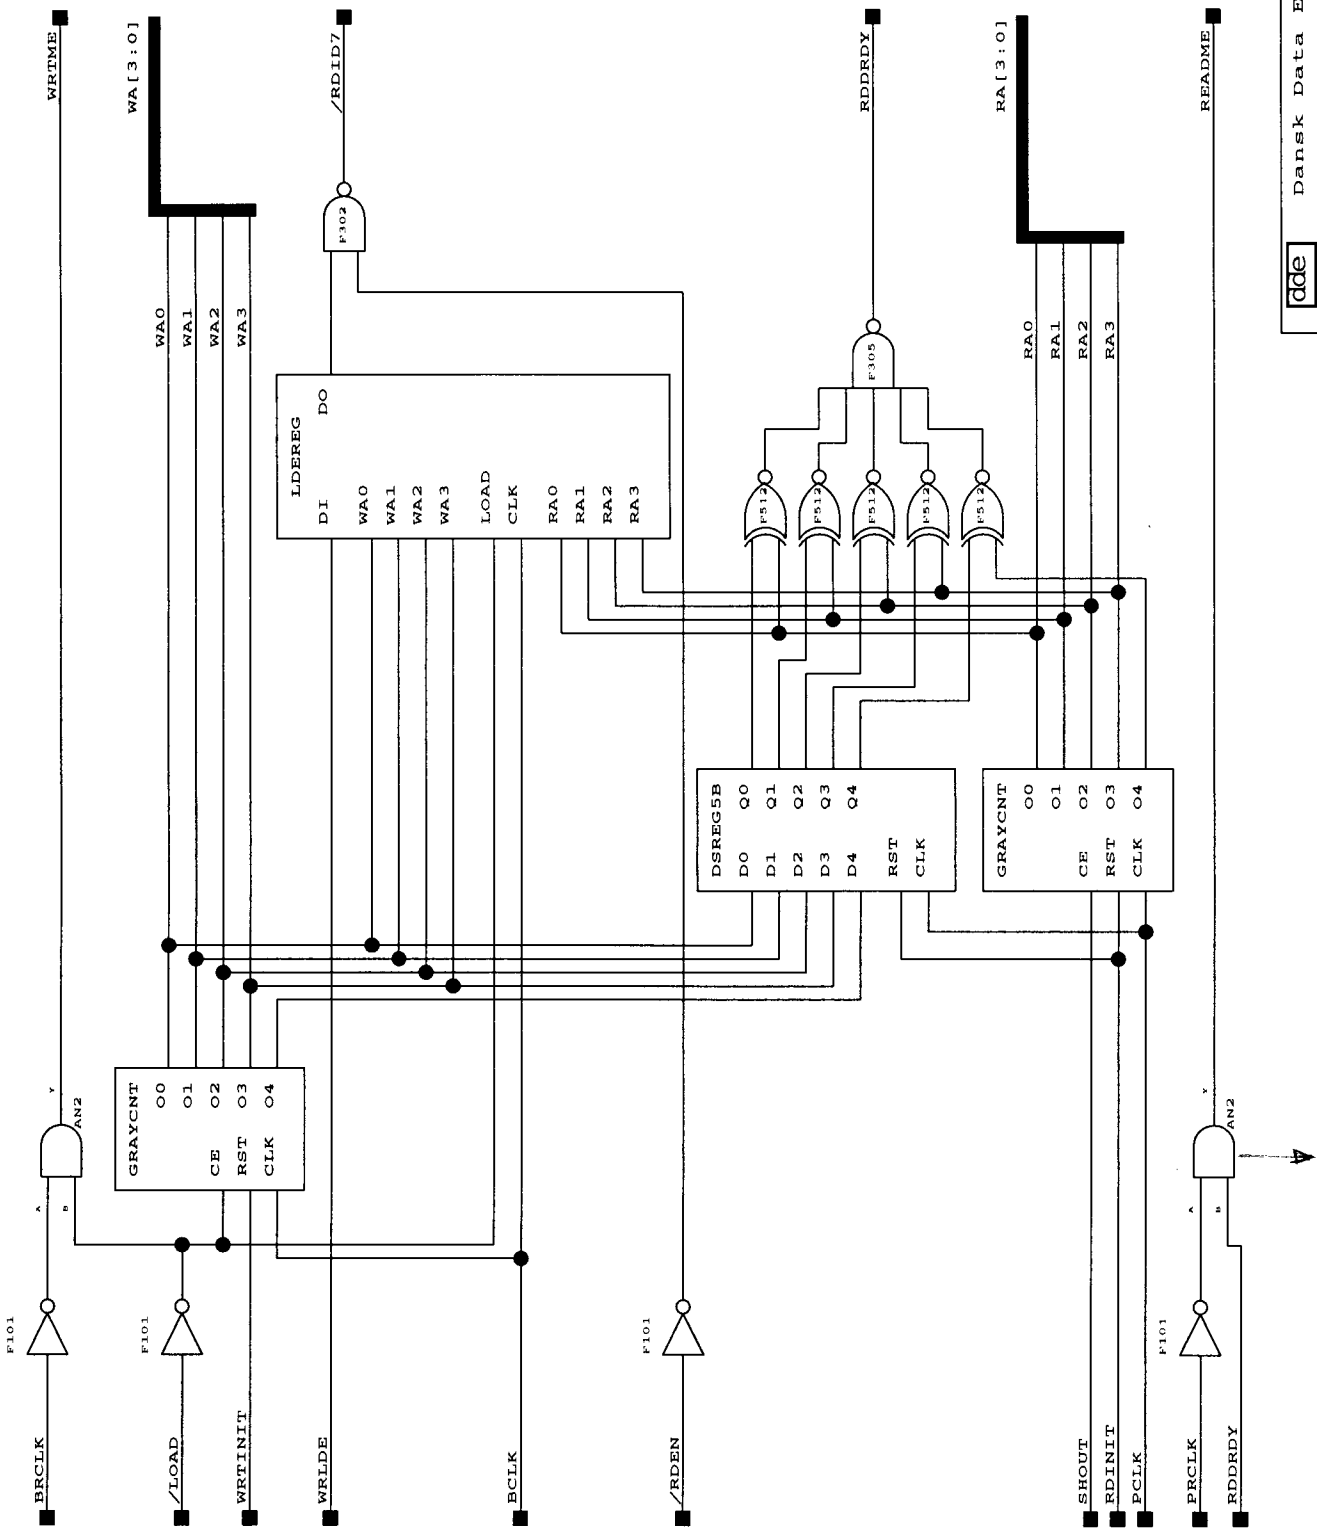 WRTME
WA[3:0]
/RDID7
RDDRDY
RA[3:0]
README
F302
WA0
WA1
WA2
WA3
F305
RA0
RA1
RA2
RA3
dde Dansk Data E
LDEREG
DI DO
WA0
WA1
WA2
WA3
LOAD
CLK
RA0
RA1
RA2
RA3
F512
F512
F512
F512
F512
DSREG5B
D0 Q0
D1 Q1
D2 Q2
D3 Q3
D4 Q4
RST
CLK
GRAYCNT
O0
O1
CE O2
RST O3
CLK O4
GRAYCNT
O0
O1
CE O2
RST O3
CLK O4
Y
AN2
A
B
Y
AN2
A
B
F101
F101
F101
F101
BRCLK
/LOAD
WRTINIT
WRLDE
BCLK
/RDEN
SHOUT
RDINIT
PCLK
PRCLK
RDDRDY